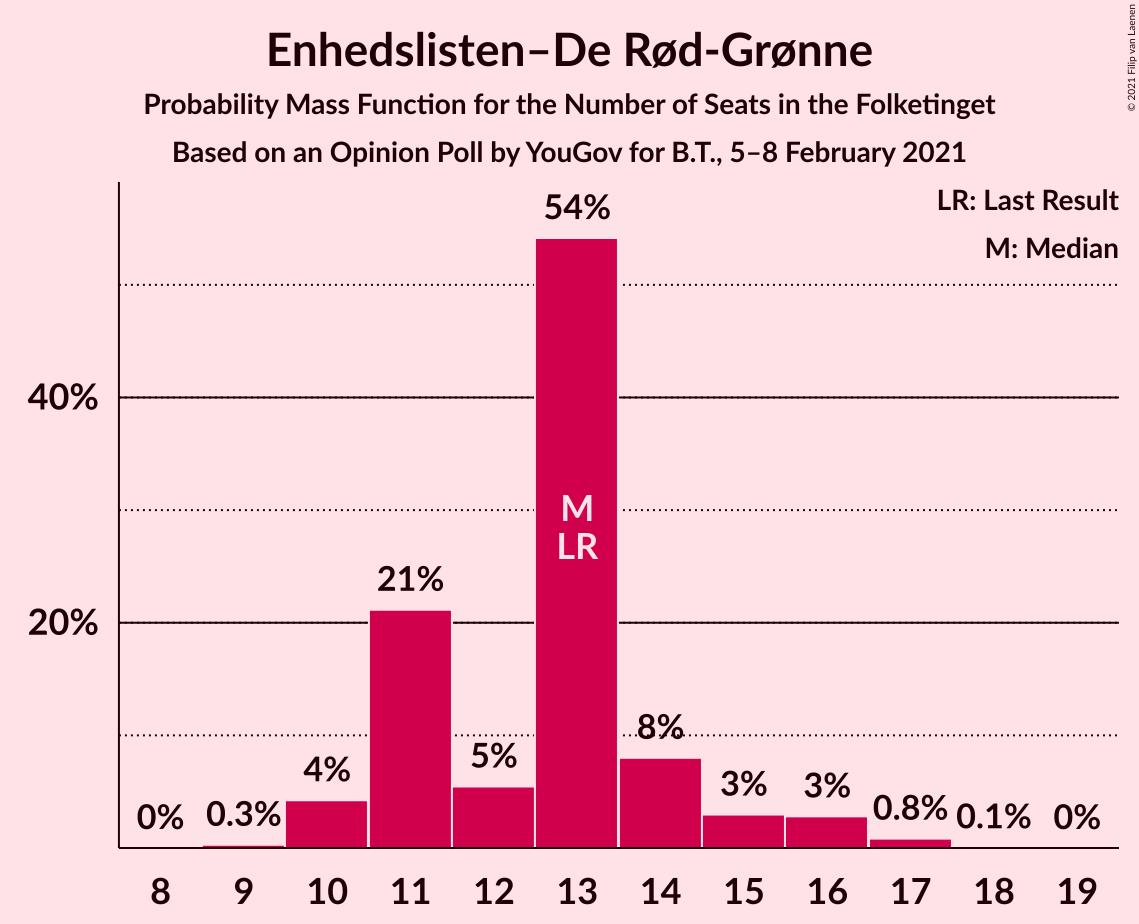 Enhedslisten–De Rød-Grønne
Probability Mass Function for the Number of Seats in the Folketinget
Based on an Opinion Poll by YouGov for B.T., 5–8 February 2021
© 2021 Filip van Laenen
LR: Last Result
M: Median
54%
40%
M
LR
21%
20%
8%
5%
4%
3%
3%
0%
0.3%
0.8%
0.1%
0%
8 9 10 11 12 13 14 15 16 17 18 19